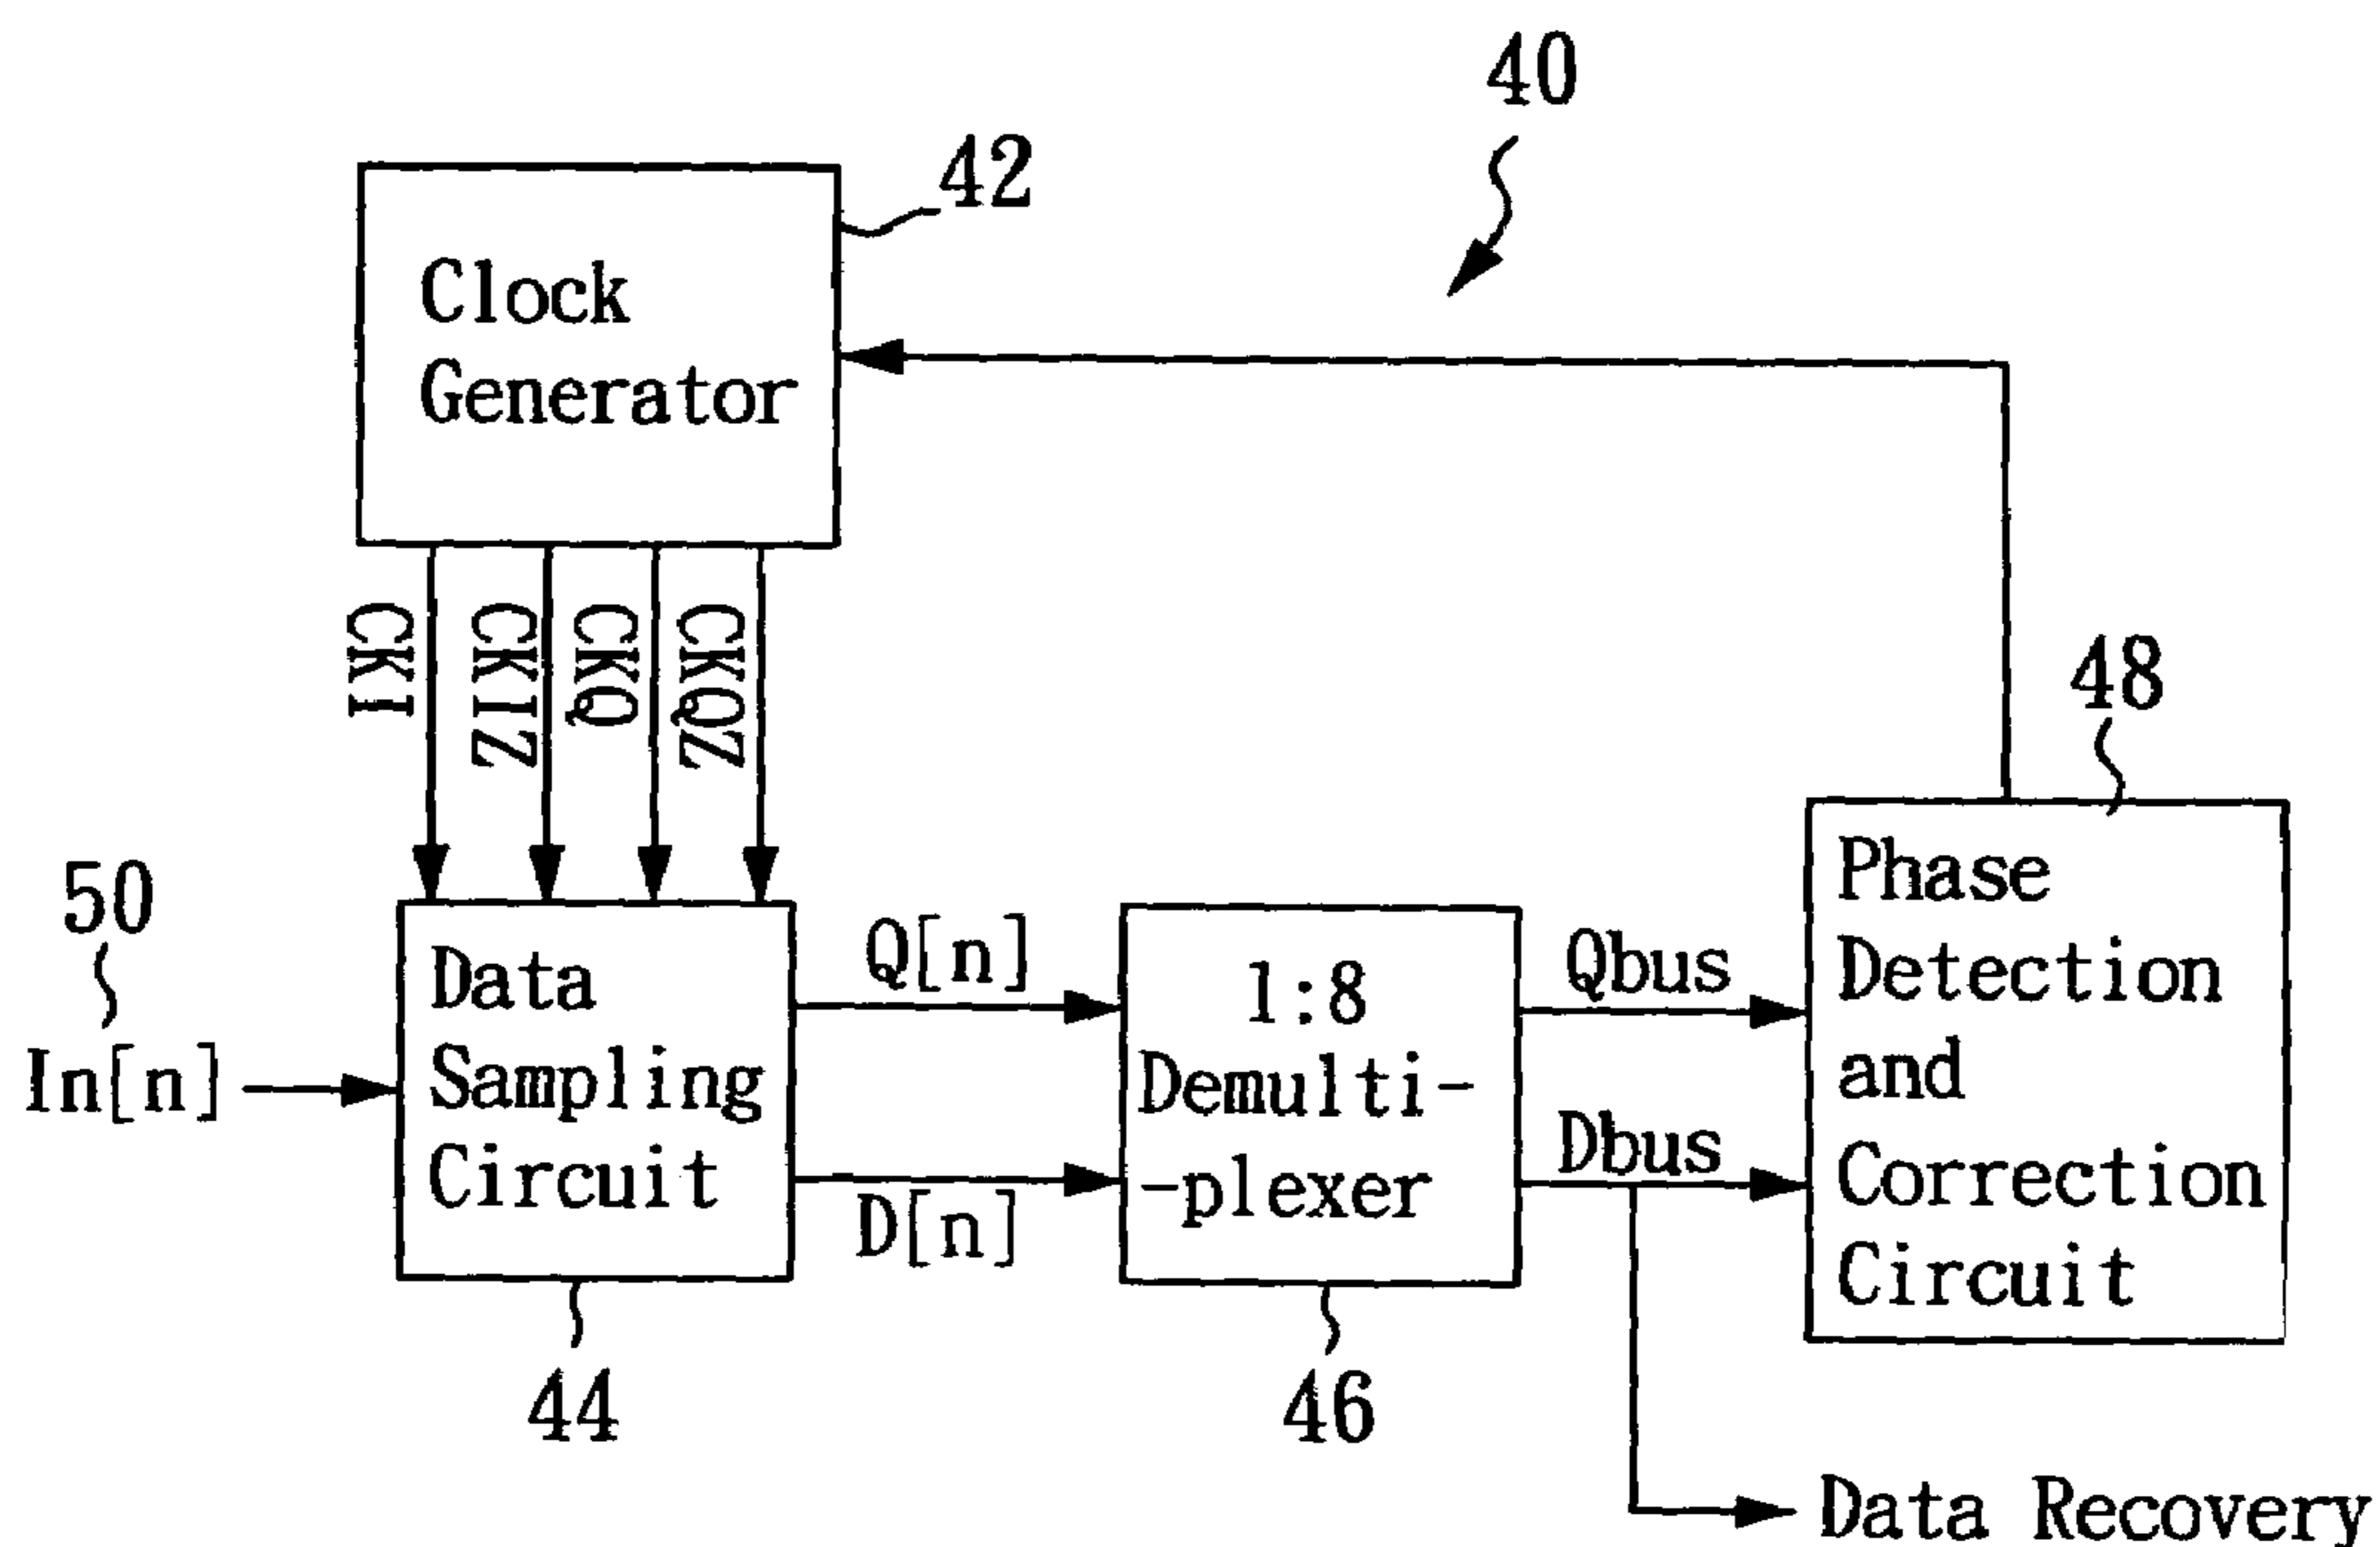 40
42
Clock
Generator
CKI
CKIZ
CKQ
CKQZ
48
50
In[n]
Data
Sampling
Circuit
44
Q[n]
D[n]
1:8
Demulti-
-plexer
46
Qbus
Dbus
Phase
Detection
and
Correction
Circuit
Data Recovery